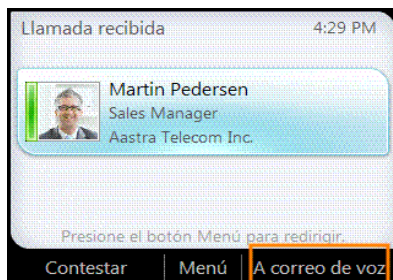 Llamada recibida 4:29 PM
Martin Pedersen
Sales Manager
Aastra Telecom Inc.
Presione el botón Menú para redirigir.
Contestar Menú A correo de voz